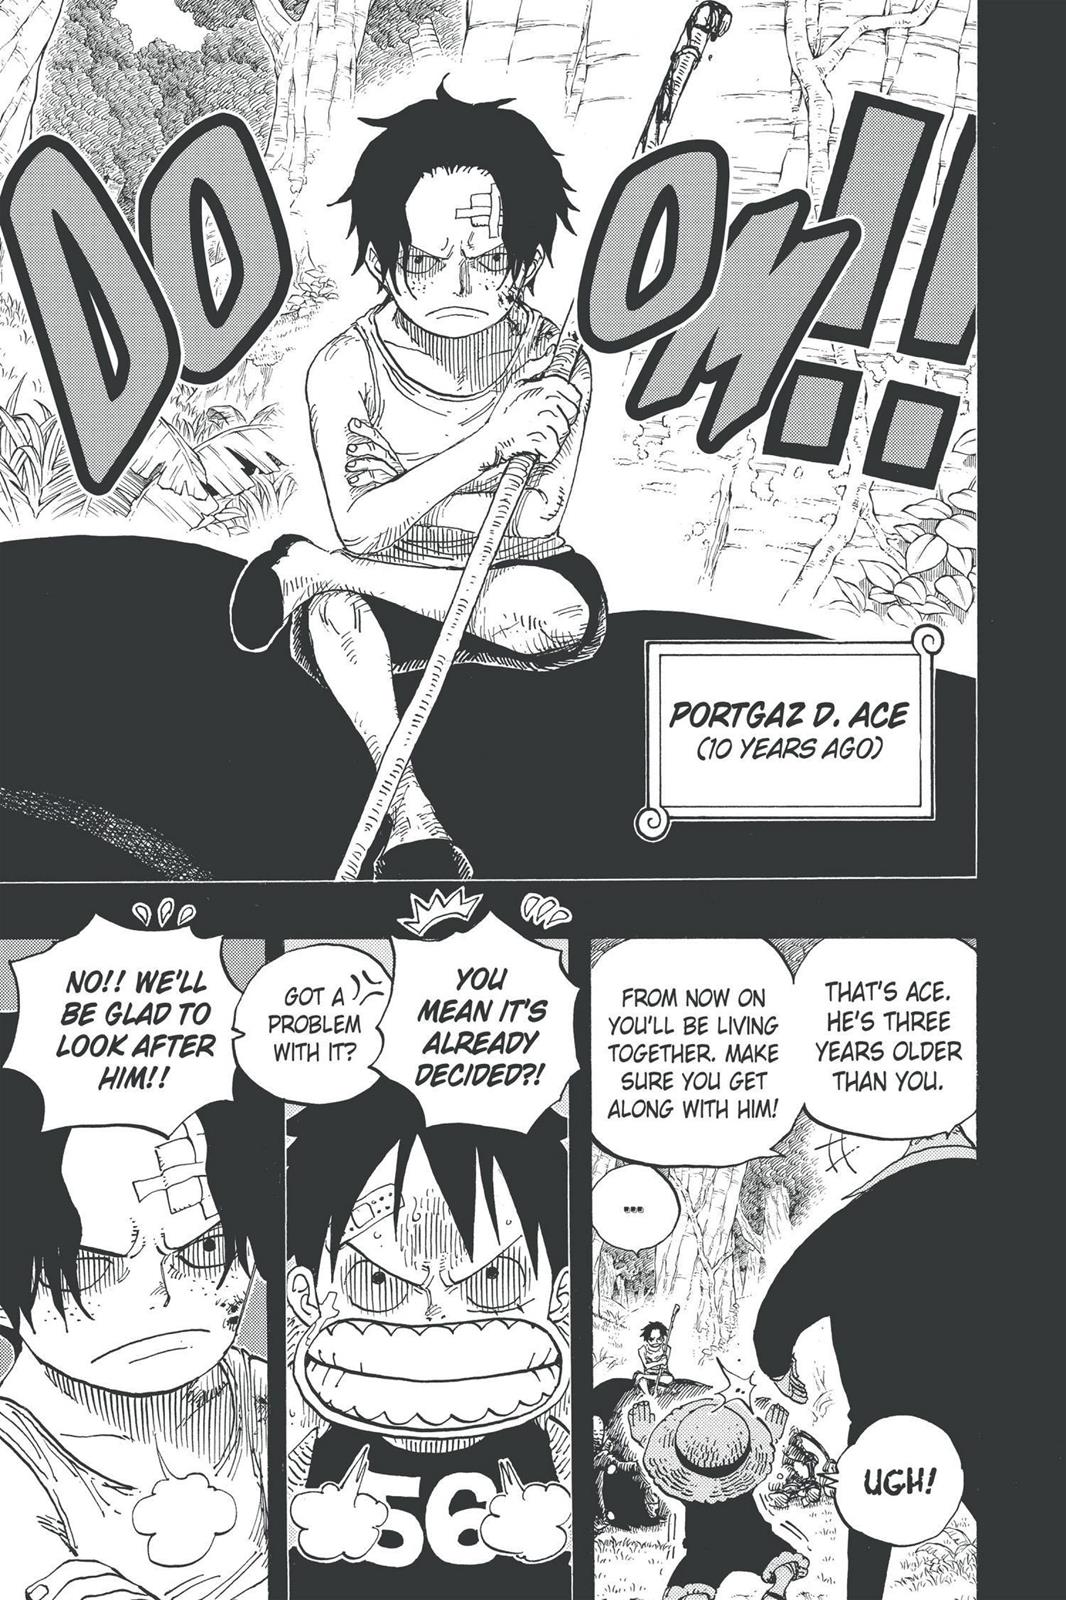 DOOM!!
PORTGAZ D. ACE
(10 YEARS AGO)
THAT'S ACE.
HE'S THREE
YEARS OLDER
THAN YOU.
FROM NOW ON
YOU'LL BE LIVING
TOGETHER. MAKE
SURE YOU GET
ALONG WITH HIM!
...
UGH!
YOU
MEAN IT'S
ALREADY
DECIDED?!
GOT A
PROBLEM
WITH IT?
56
NO!! WE'LL
BE GLAD TO
LOOK AFTER
HIM!!